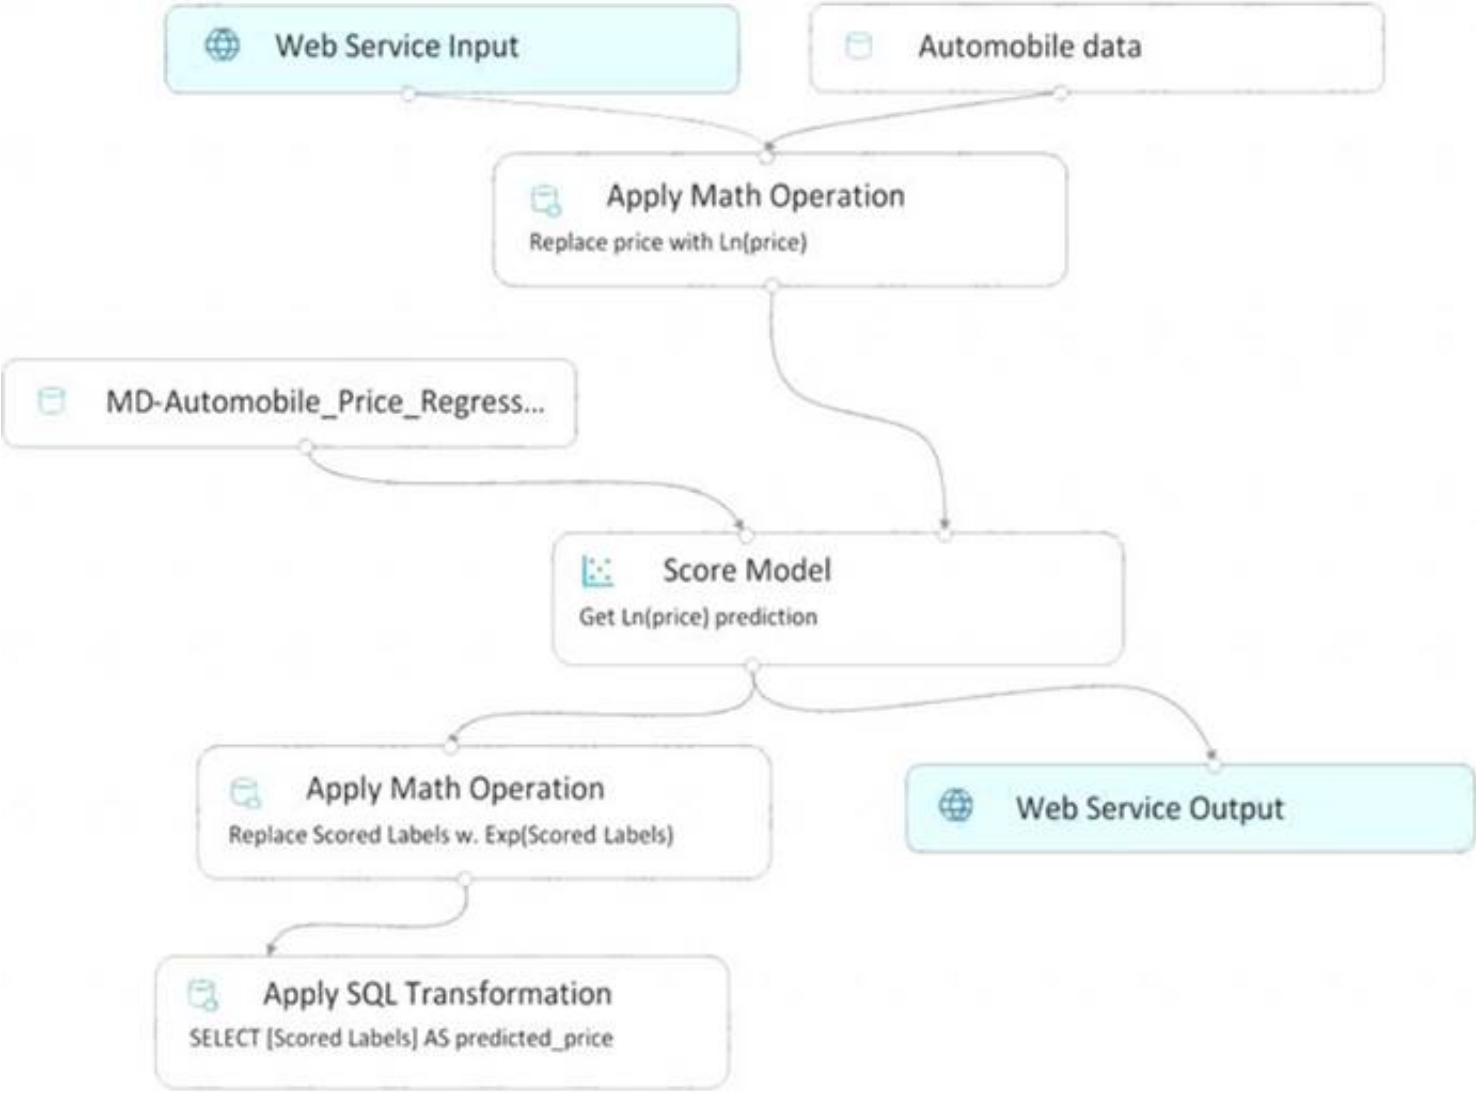 Web Service Input
Automobile data
Apply Math Operation
Replace price with Ln(price)
MD-Automobile_Price_Regress...
Score Model
Get Ln(price) prediction
Apply Math Operation
Replace Scored Labels w. Exp(Scored Labels)
Web Service Output
Apply SQL Transformation
SELECT [Scored Labels] AS predicted_price